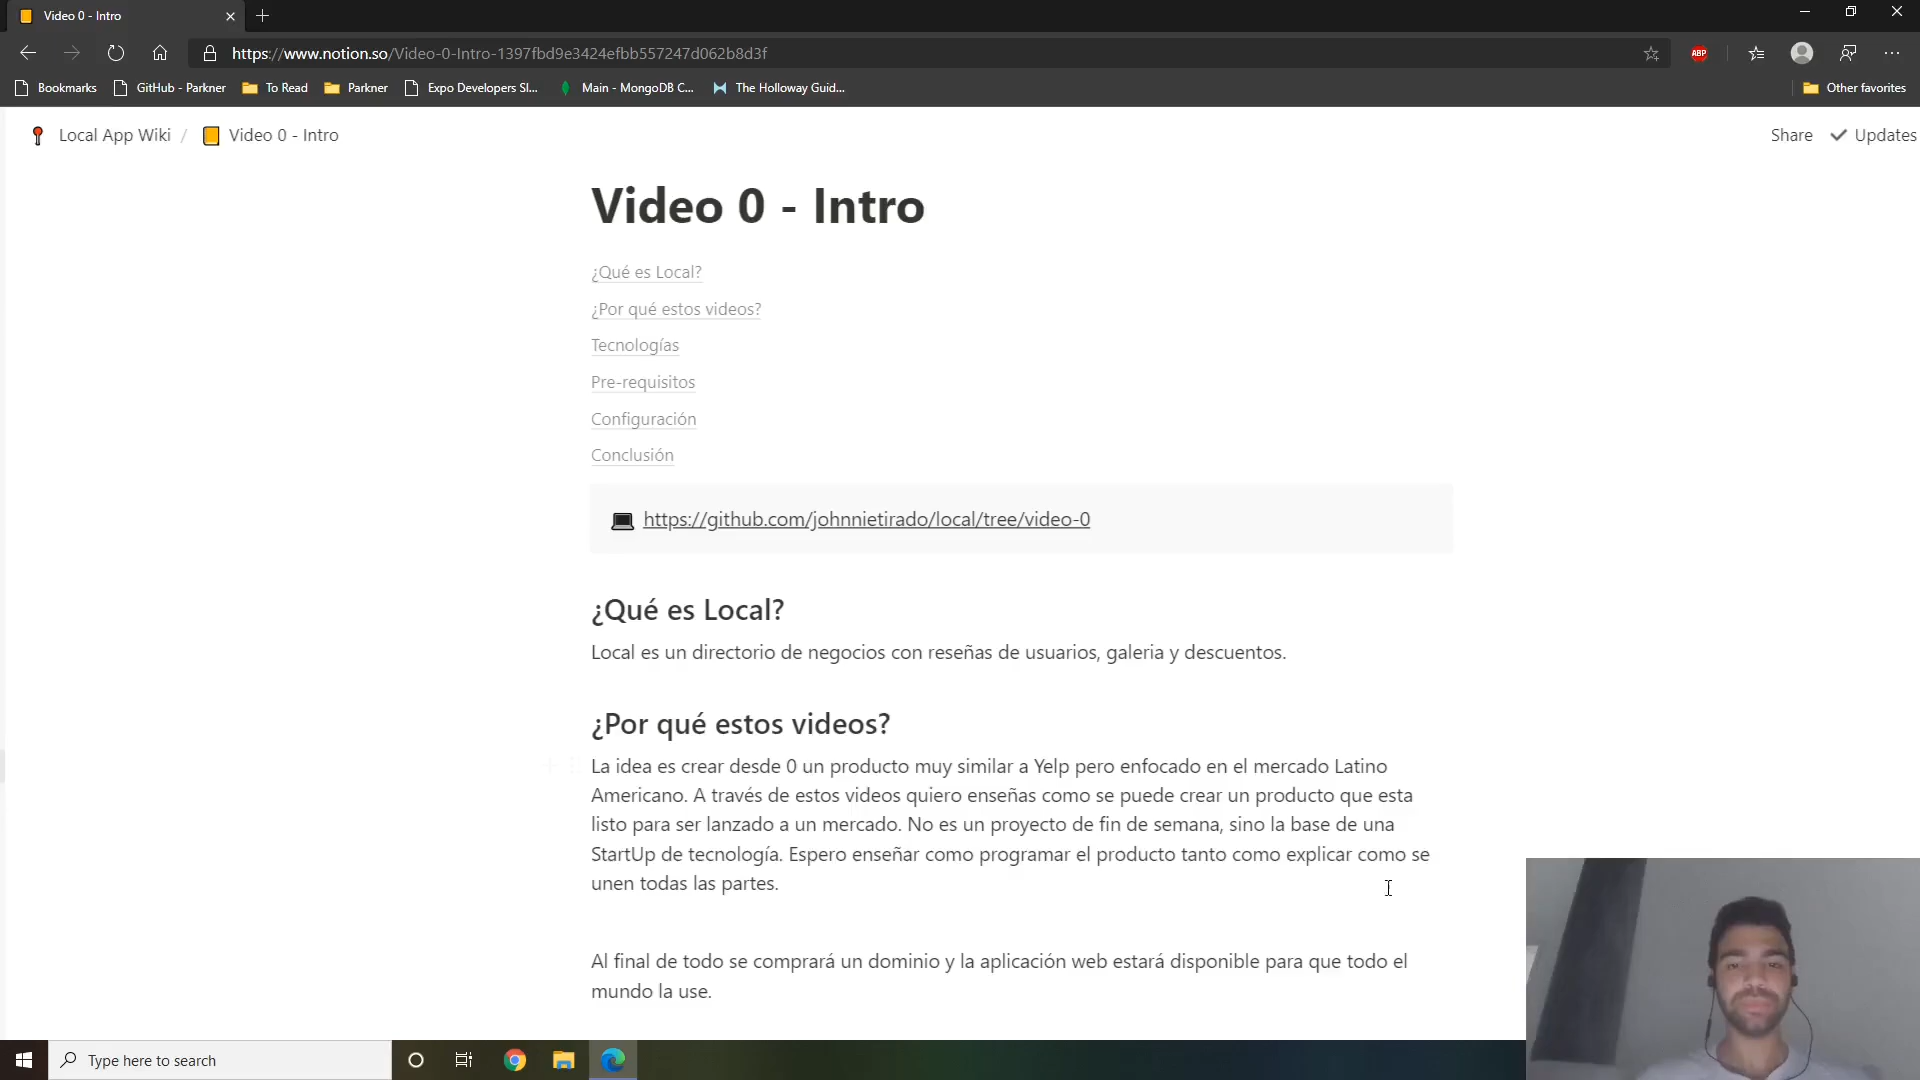 Video 0 - Intro
https://www.notion.so/Video-0-Intro-1397fbd9e3424efbb557247d062b8d3f
ABP
Bookmarks
GitHub - Parkner
To Read
Parkner
Expo Developers Sl...
Main - MongoDB C...
The Holloway Guid...
Other favorites
Local App Wiki / Video 0 - Intro
Share
Updates
Video 0 - Intro
¿Qué es Local?
¿Por qué estos videos?
Tecnologías
Pre-requisitos
Configuración
Conclusión
https://github.com/johnnietirado/local/tree/video-0
¿Qué es Local?
Local es un directorio de negocios con reseñas de usuarios, galeria y descuentos.
¿Por qué estos videos?
La idea es crear desde 0 un producto muy similar a Yelp pero enfocado en el mercado Latino
Americano. A través de estos videos quiero enseñas como se puede crear un producto que esta
listo para ser lanzado a un mercado. No es un proyecto de fin de semana, sino la base de una
StartUp de tecnología. Espero enseñar como programar el producto tanto como explicar como se
unen todas las partes.
Al final de todo se comprará un dominio y la aplicación web estará disponible para que todo el
mundo la use.
Type here to search